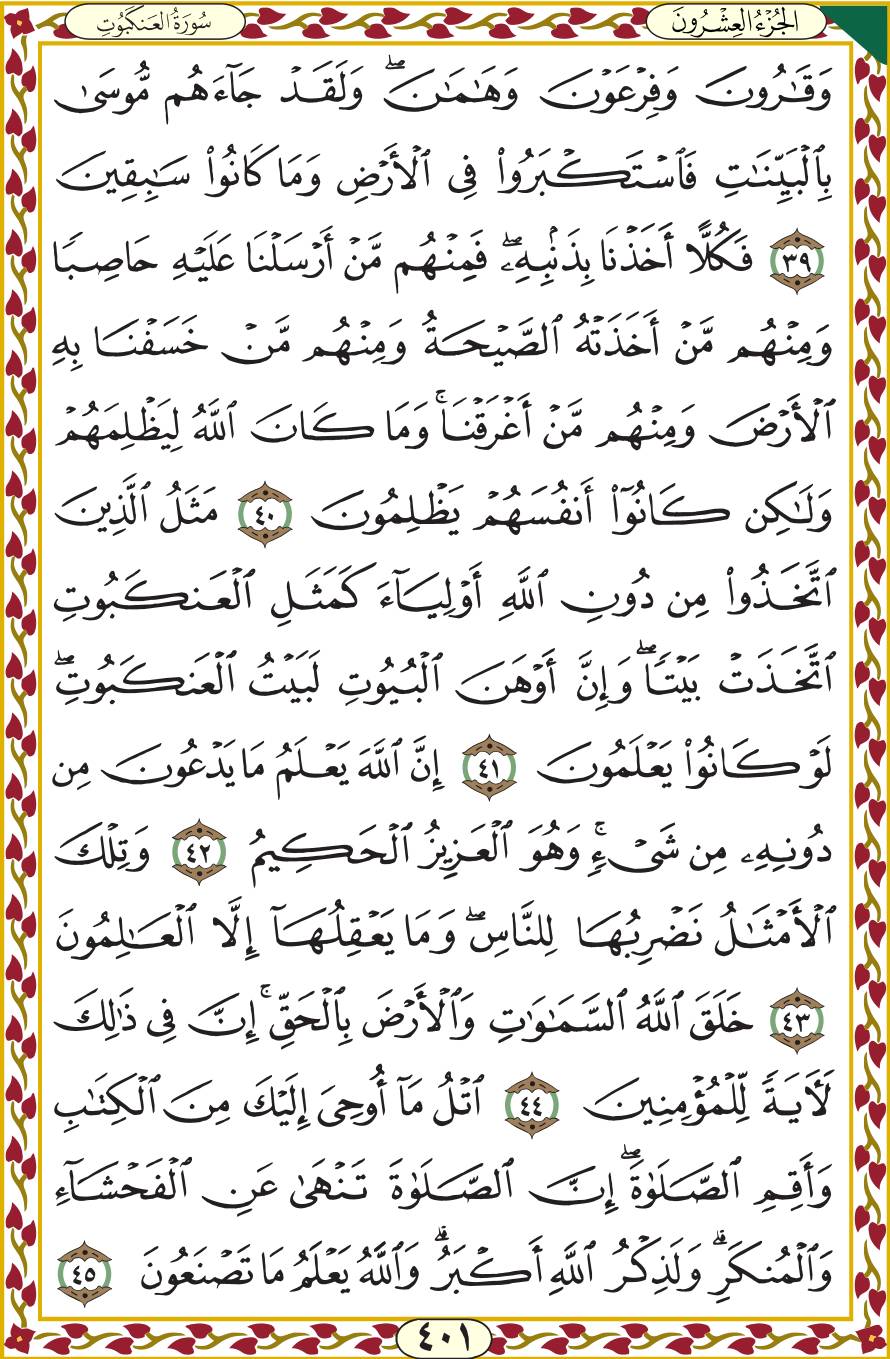 الجُزْءُ العِشْرُونَ
سُورَةُ العَنكَبُوتِ
وَقَٰرُونَ وَفِرْعَوْنَ وَهَٰمَٰنَۖ وَلَقَدْ جَآءَهُم مُّوسَىٰ
بِٱلْبَيِّنَٰتِ فَٱسْتَكْبَرُوا۟ فِى ٱلْأَرْضِ وَمَا كَانُوا۟ سَٰبِقِينَ
٣٩ فَكُلًّا أَخَذْنَا بِذَنۢبِهِۦۖ فَمِنْهُم مَّنْ أَرْسَلْنَا عَلَيْهِ حَاصِبًا
وَمِنْهُم مَّنْ أَخَذَتْهُ ٱلصَّيْحَةُ وَمِنْهُم مَّنْ خَسَفْنَا بِهِ
ٱلْأَرْضَ وَمِنْهُم مَّنْ أَغْرَقْنَاۚ وَمَا كَانَ ٱللَّهُ لِيَظْلِمَهُمْ
وَلَٰكِن كَانُوٓا۟ أَنفُسَهُمْ يَظْلِمُونَ ٤٠ مَثَلُ ٱلَّذِينَ
ٱتَّخَذُوا۟ مِن دُونِ ٱللَّهِ أَوْلِيَآءَ كَمَثَلِ ٱلْعَنكَبُوتِ
ٱتَّخَذَتْ بَيْتًاۖ وَإِنَّ أَوْهَنَ ٱلْبُيُوتِ لَبَيْتُ ٱلْعَنكَبُوتِۖ
لَوْ كَانُوا۟ يَعْلَمُونَ ٤١ إِنَّ ٱللَّهَ يَعْلَمُ مَا يَدْعُونَ مِن
دُونِهِۦ مِن شَىْءٍۚ وَهُوَ ٱلْعَزِيزُ ٱلْحَكِيمُ ٤٢ وَتِلْكَ
ٱلْأَمْثَٰلُ نَضْرِبُهَا لِلنَّاسِۖ وَمَا يَعْقِلُهَآ إِلَّا ٱلْعَٰلِمُونَ
٤٣ خَلَقَ ٱللَّهُ ٱلسَّمَٰوَٰتِ وَٱلْأَرْضَ بِٱلْحَقِّۚ إِنَّ فِى ذَٰلِكَ
لَءَايَةً لِّلْمُؤْمِنِينَ ٤٤ ٱتْلُ مَآ أُوحِىَ إِلَيْكَ مِنَ ٱلْكِتَٰبِ
وَأَقِمِ ٱلصَّلَوٰةَۖ إِنَّ ٱلصَّلَوٰةَ تَنْهَىٰ عَنِ ٱلْفَحْشَآءِ
وَٱلْمُنكَرِۗ وَلَذِكْرُ ٱللَّهِ أَكْبَرُۗ وَٱللَّهُ يَعْلَمُ مَا تَصْنَعُونَ ٤٥
٤٠١